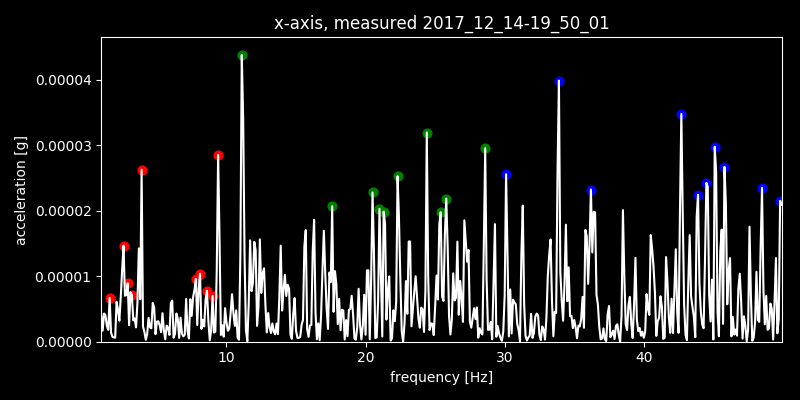 x-axis, measured 2017_12_14-19_50_01
0.00004
0.00003
0.00002
0.00001
0.00000
acceleration [g]
10 20 30 40
frequency [Hz]